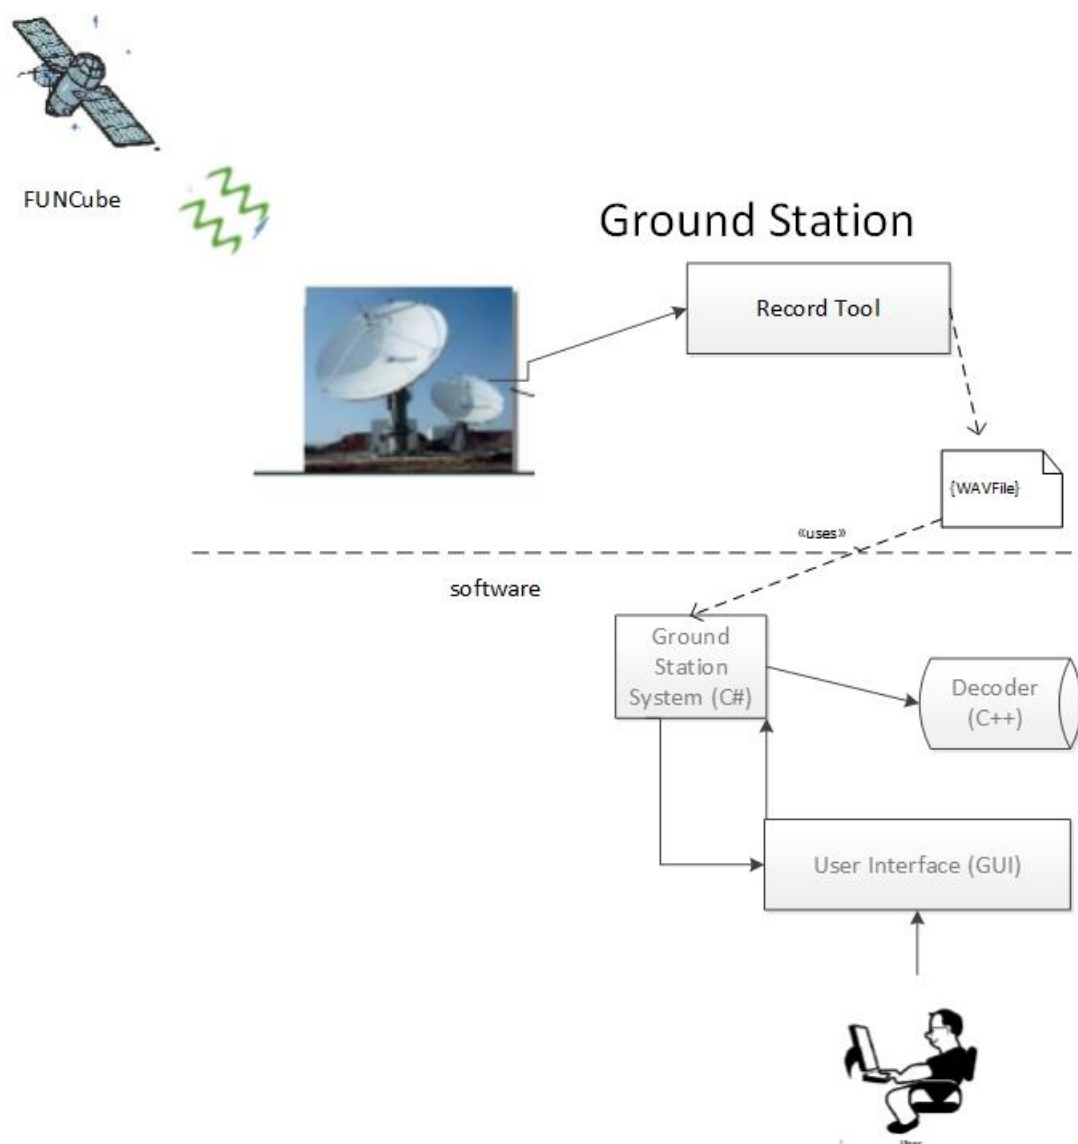 FUNCube
Ground Station
Record Tool
{WAVFile}
«uses»
software
Ground
Station
System (C#)
Decoder
(C++)
User Interface (GUI)